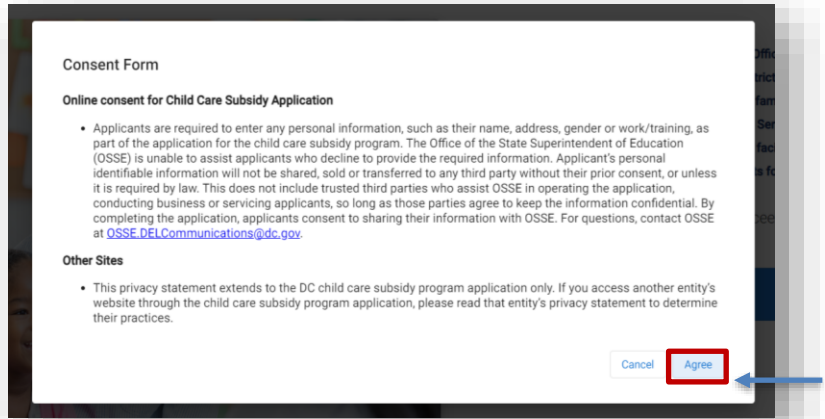 Consent Form
Online consent for Child Care Subsidy Application
• Applicants are required to enter any personal information, such as their name, address, gender or work/training, as
part of the application for the child care subsidy program. The Office of the State Superintendent of Education
(OSSE) is unable to assist applicants who decline to provide the required information. Applicant's personal
identifiable information will not be shared, sold or transferred to any third party without their prior consent, or unless
it is required by law. This does not include trusted third parties who assist OSSE in operating the application,
conducting business or servicing applicants, so long as those parties agree to keep the information confidential. By
completing the application, applicants consent to sharing their information with OSSE. For questions, contact OSSE
at OSSE.DELCommunications@dc.gov.
Other Sites
• This privacy statement extends to the DC child care subsidy program application only. If you access another entity's
website through the child care subsidy program application, please read that entity's privacy statement to determine
their practices.
Cancel Agree